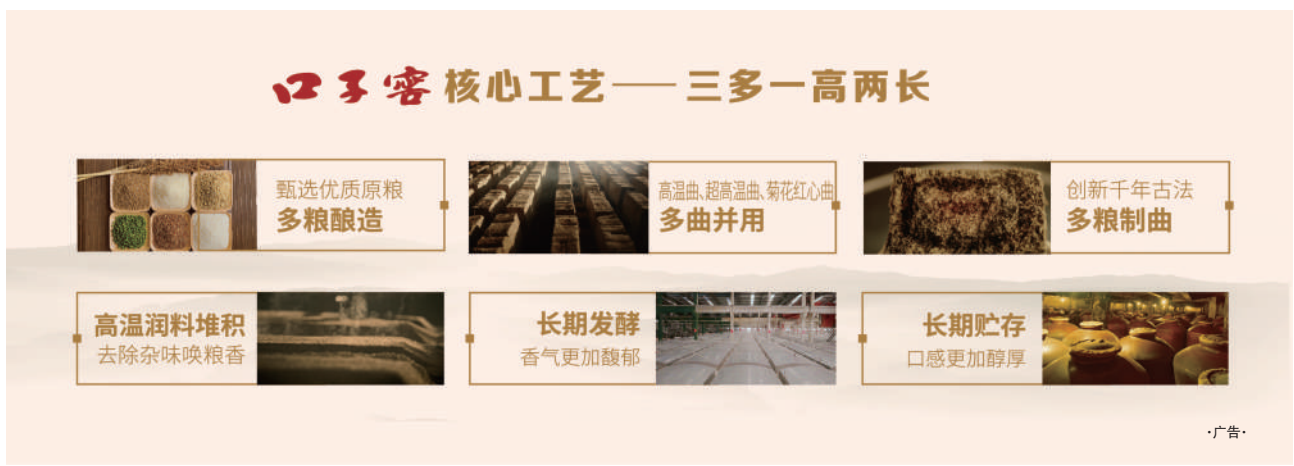 口子窖核心工艺——三多一高两长
甄选优质原粮
多粮酿造
高温曲、超高温曲、菊花红心曲
多曲并用
创新千年古法
多粮制曲
高温润料堆积
去除杂味唤粮香
长期发酵
香气更加馥郁
长期贮存
口感更加醇厚
·广告·